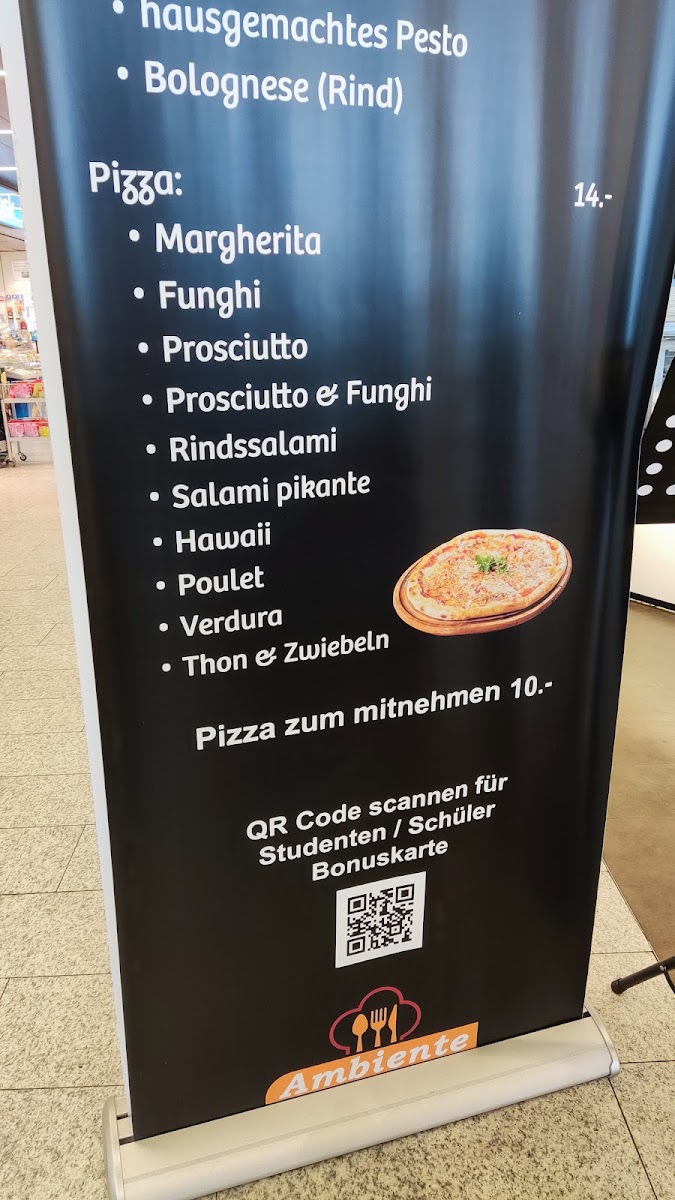 • hausgemachtes Pesto
• Bolognese (Rind)
Pizza: 14.-
• Margherita
• Funghi
• Prosciutto
• Prosciutto & Funghi
• Rindssalami
• Salami pikante
• Hawaii
• Poulet
• Verdura
• Thon & Zwiebeln
Pizza zum mitnehmen 10.-
QR Code scannen für
Studenten / Schüler
Bonuskarte
Ambiente